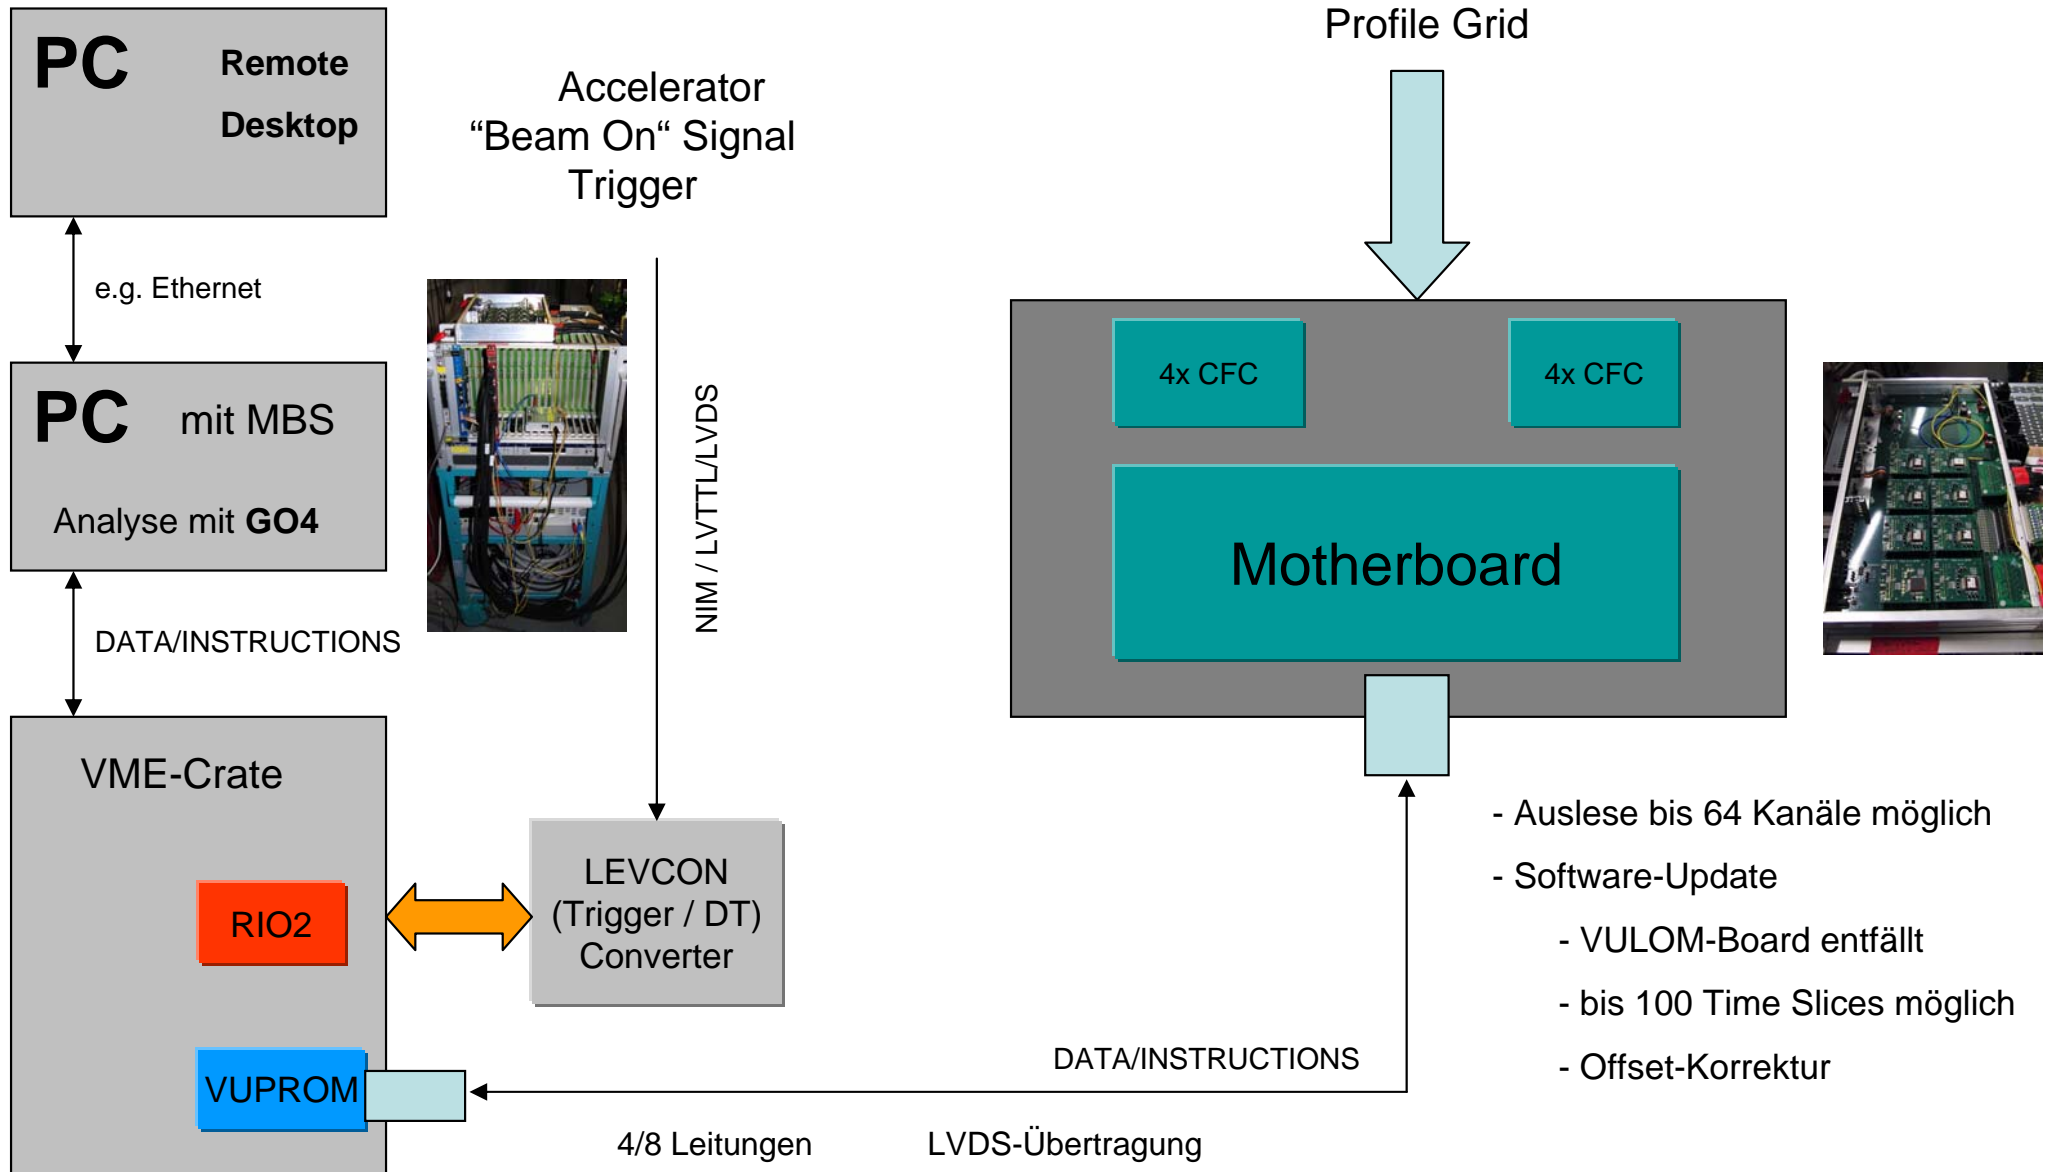 PC Remote
Desktop
Accelerator
“Beam On“ Signal
Trigger
Profile Grid
e.g. Ethernet
PC mit MBS
Analyse mit GO4
NIM / LVTTL/LVDS
4x CFC
4x CFC
Motherboard
DATA/INSTRUCTIONS
VME-Crate
RIO2
LEVCON
(Trigger / DT)
Converter
VUPROM
DATA/INSTRUCTIONS
4/8 Leitungen LVDS-Übertragung
- Auslese bis 64 Kanäle möglich
- Software-Update
- VULOM-Board entfällt
- bis 100 Time Slices möglich
- Offset-Korrektur